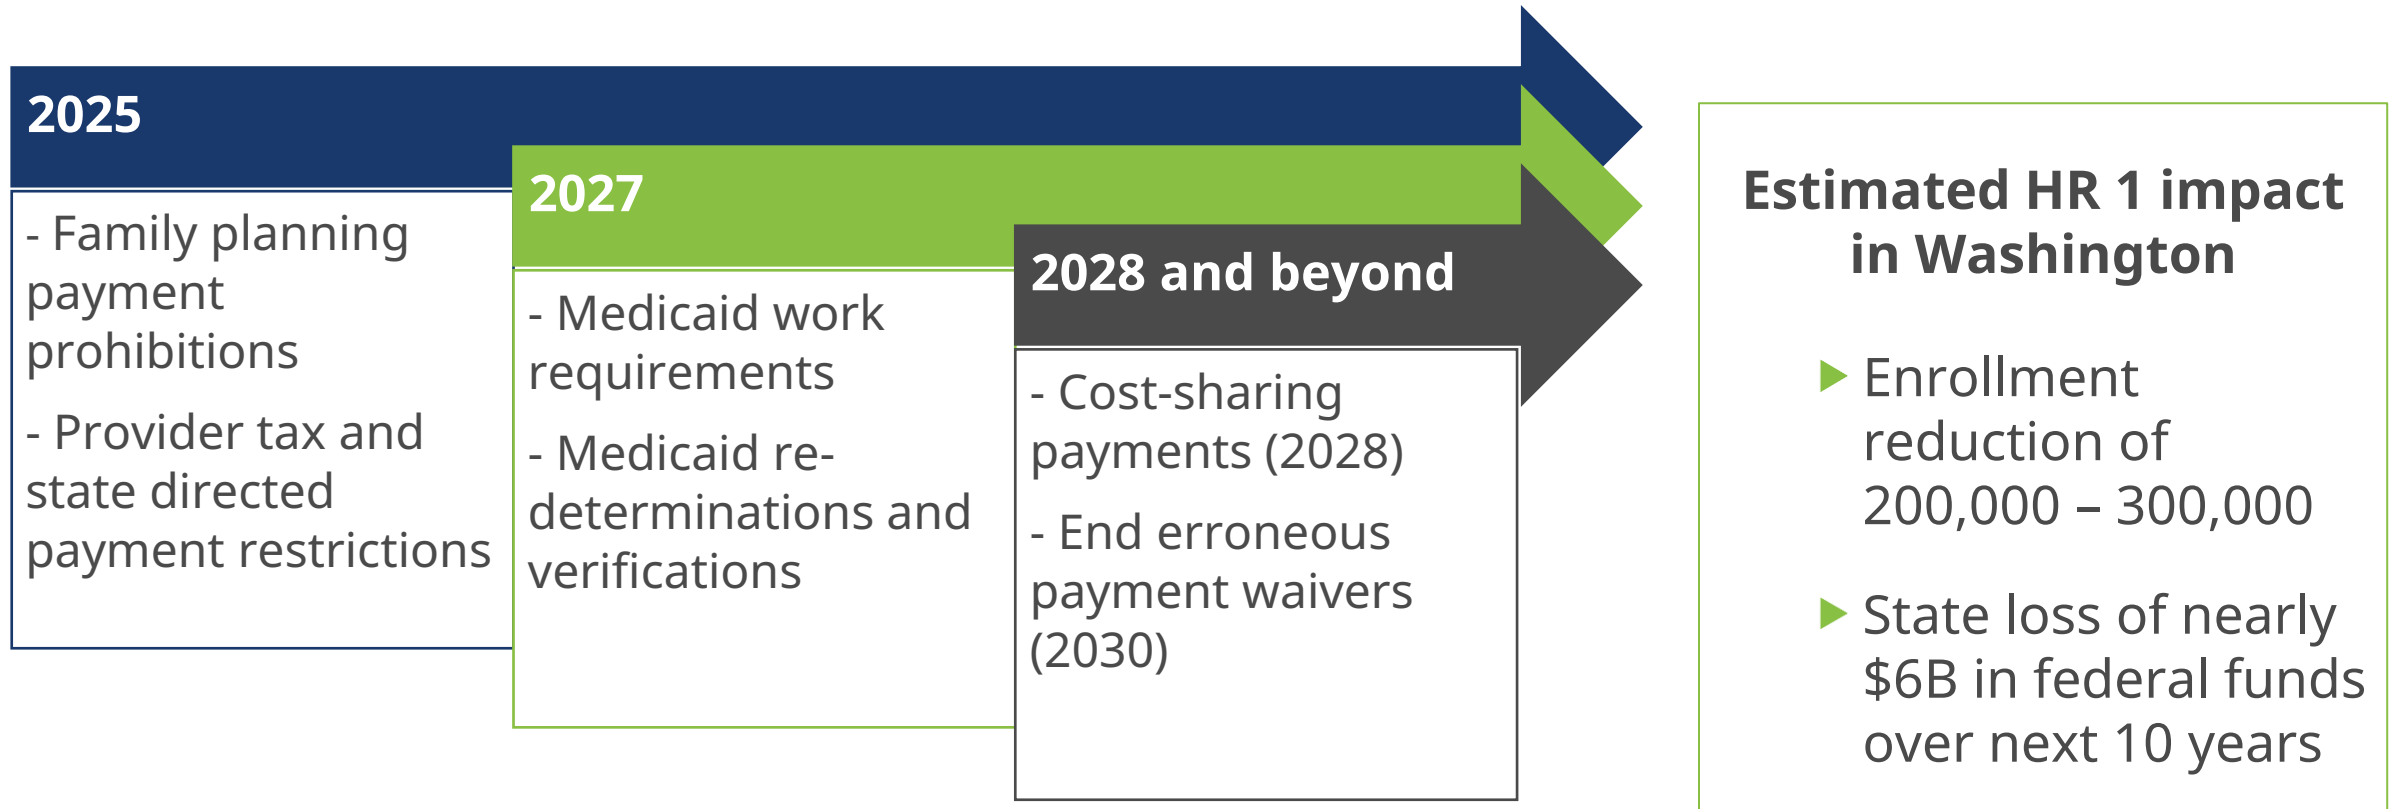 2025
- Family planning
payment
prohibitions
- Provider tax and
state directed
payment restrictions
2027
- Medicaid work
requirements
- Medicaid re-
determinations and
verifications
2028 and beyond
- Cost-sharing
payments (2028)
- End erroneous
payment waivers
(2030)
Estimated HR 1 impact
in Washington
Enrollment
reduction of
200,000 – 300,000
State loss of nearly
$6B in federal funds
over next 10 years